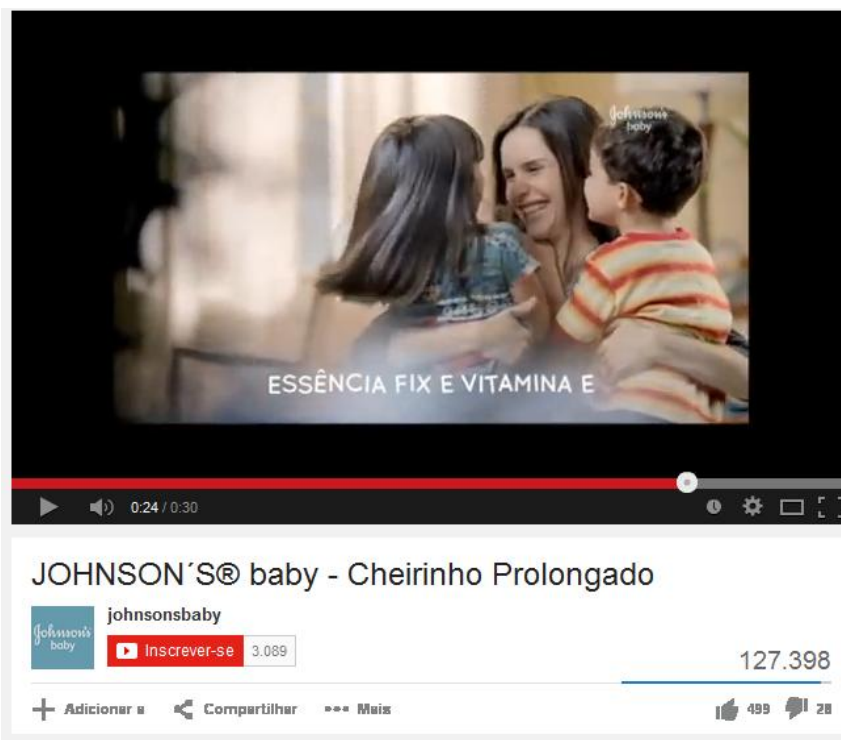 Johnson's
baby
ESSÊNCIA FIX E VITAMINA E
0:24 / 0:30
JOHNSON´S® baby - Cheirinho Prolongado
johnsonsbaby
Johnson's
baby
Inscrever-se 3.089
127.398
Adicionar a Compartilhar Mais 499 28